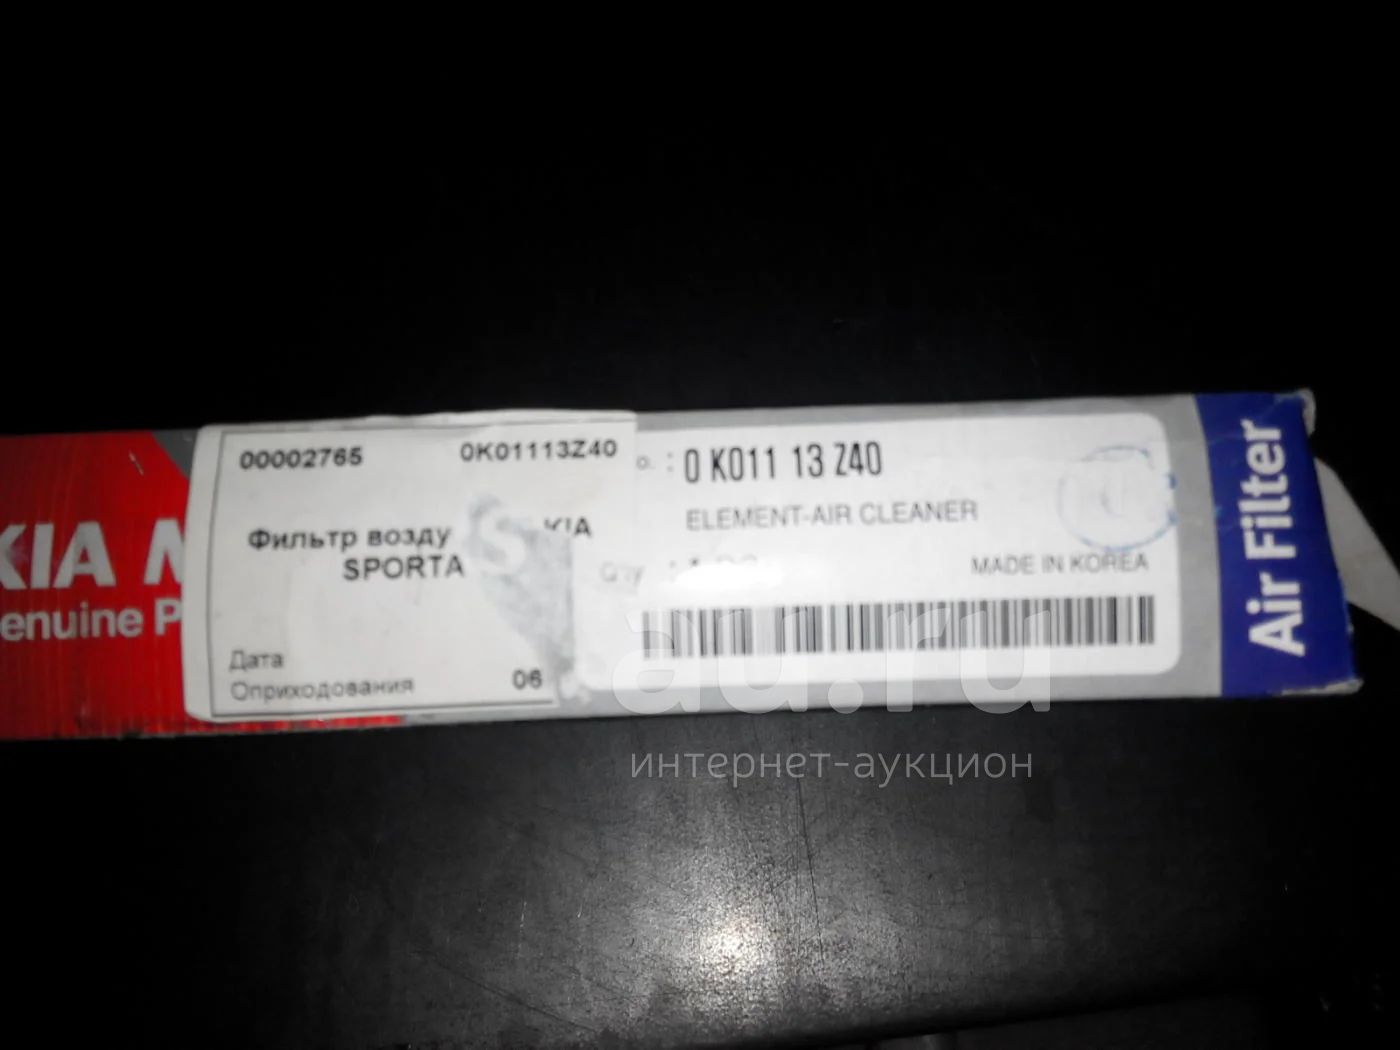 KIA M
enuine P
00002765 0K01113Z40
Фильтр возду KIA
SPORTA
Дата
Оприходования 06
o. : 0 K011 13 Z40
ELEMENT-AIR CLEANER
MADE IN KOREA
Air Filter
au.ru
интернет-аукцион